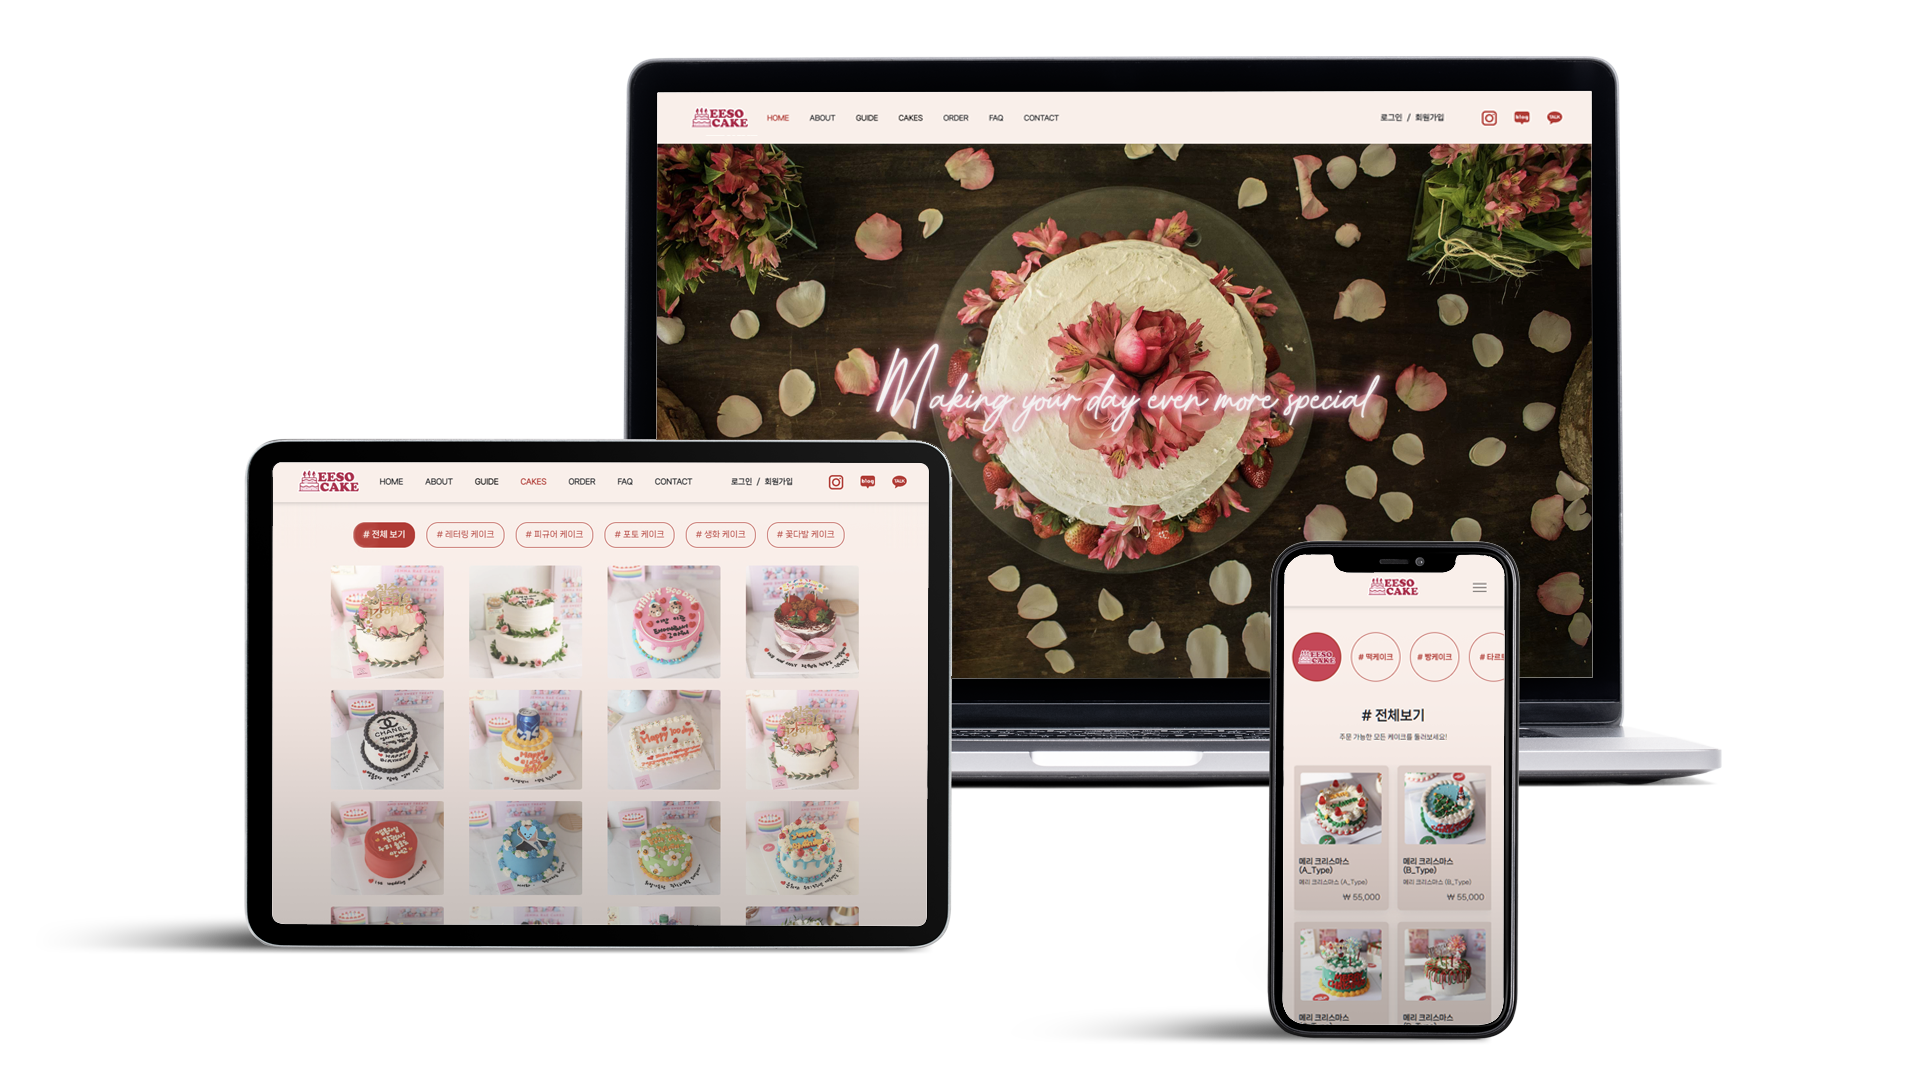 EESO
CAKE
HOME ABOUT GUIDE CAKES ORDER FAQ CONTACT
로그인 / 회원가입
blog
TALK
Making your day even more special
EESO
CAKE
HOME ABOUT GUIDE CAKES ORDER FAQ CONTACT
로그인 / 회원가입
blog
TALK
# 전체 보기
# 레터링 케이크
# 피규어 케이크
# 포토 케이크
# 생화 케이크
# 꽃다발 케이크
CHANEL
HAPPY
BIRTHDAY
Happy
Happy 100 days
EESO
CAKE
EESO
CAKE
# 떡케이크
# 빵케이크
# 타르트
# 전체보기
주문 가능한 모든 케이크를 둘러보세요!
메리 크리스마스
(A_Type)
메리 크리스마스 (A_Type)
₩ 55,000
메리 크리스마스
(B_Type)
메리 크리스마스 (B_Type)
₩ 55,000
메리 크리스마스
메리 크리스마스